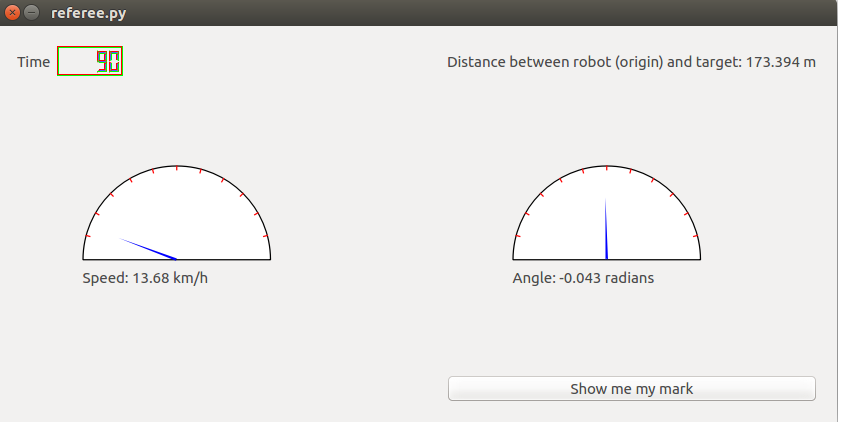 referee.py
Time 90 Distance between robot (origin) and target: 173.394 m
Speed: 13.68 km/h Angle: -0.043 radians
Show me my mark